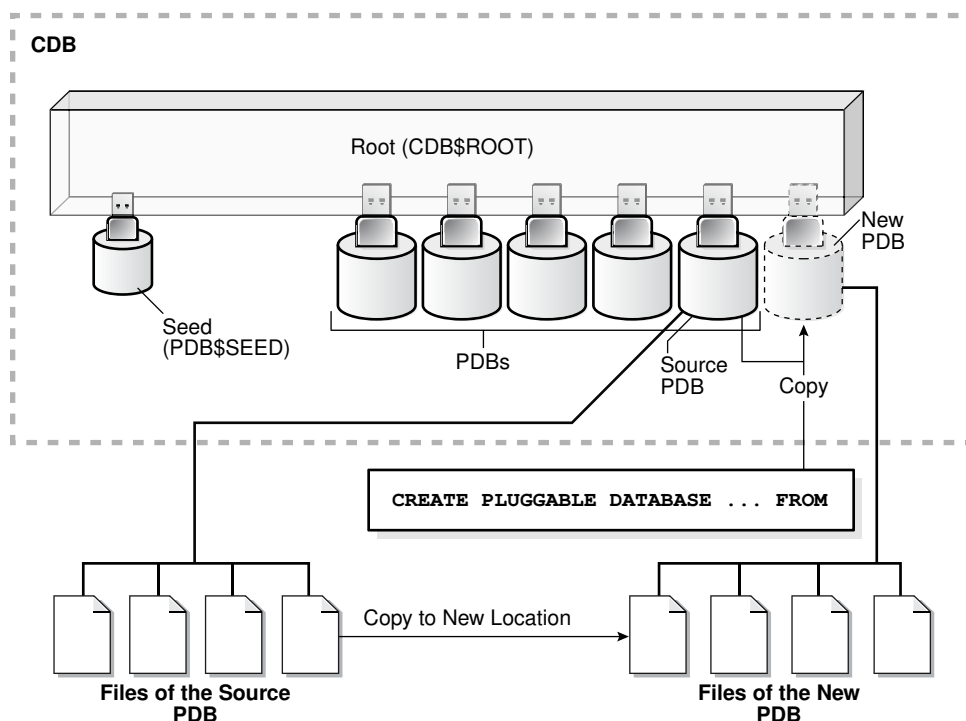 CDB
Root (CDB$ROOT)
New
PDB
Seed
(PDB$SEED)
PDBs
Source
PDB
Copy
CREATE PLUGGABLE DATABASE ... FROM
Copy to New Location
Files of the Source
PDB
Files of the New
PDB